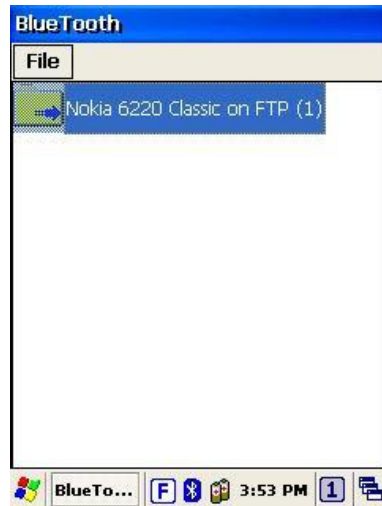 BlueTooth
File
Nokia 6220 Classic on FTP (1)
BlueTo... F 3:53 PM 1